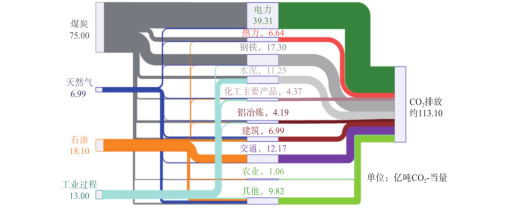 煤炭
75.00
天然气
6.99
石油
18.10
工业过程
13.00
电力
39.31
热力，6.64
钢铁，17.30
水泥，11.25
化工主要产品，4.37
铝冶炼，4.19
建筑，6.99
交通，12.17
农业，1.06
其他，9.82
CO₂排放
约113.10
单位：亿吨CO₂-当量